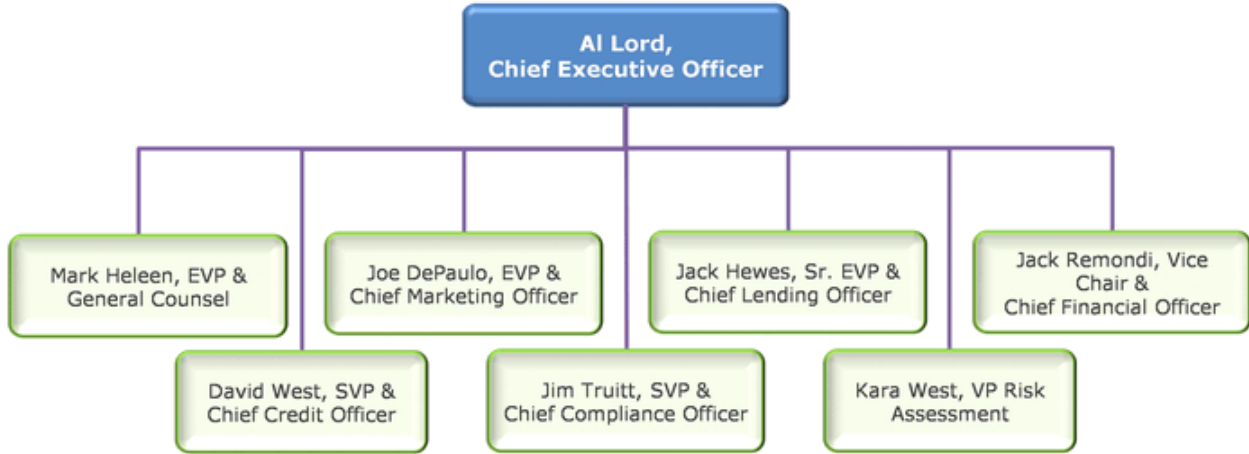 Al Lord,
Chief Executive Officer
Mark Heleen, EVP &
General Counsel
Joe DePaulo, EVP &
Chief Marketing Officer
Jack Hewes, Sr. EVP &
Chief Lending Officer
Jack Remondi, Vice
Chair &
Chief Financial Officer
David West, SVP &
Chief Credit Officer
Jim Truitt, SVP &
Chief Compliance Officer
Kara West, VP Risk
Assessment